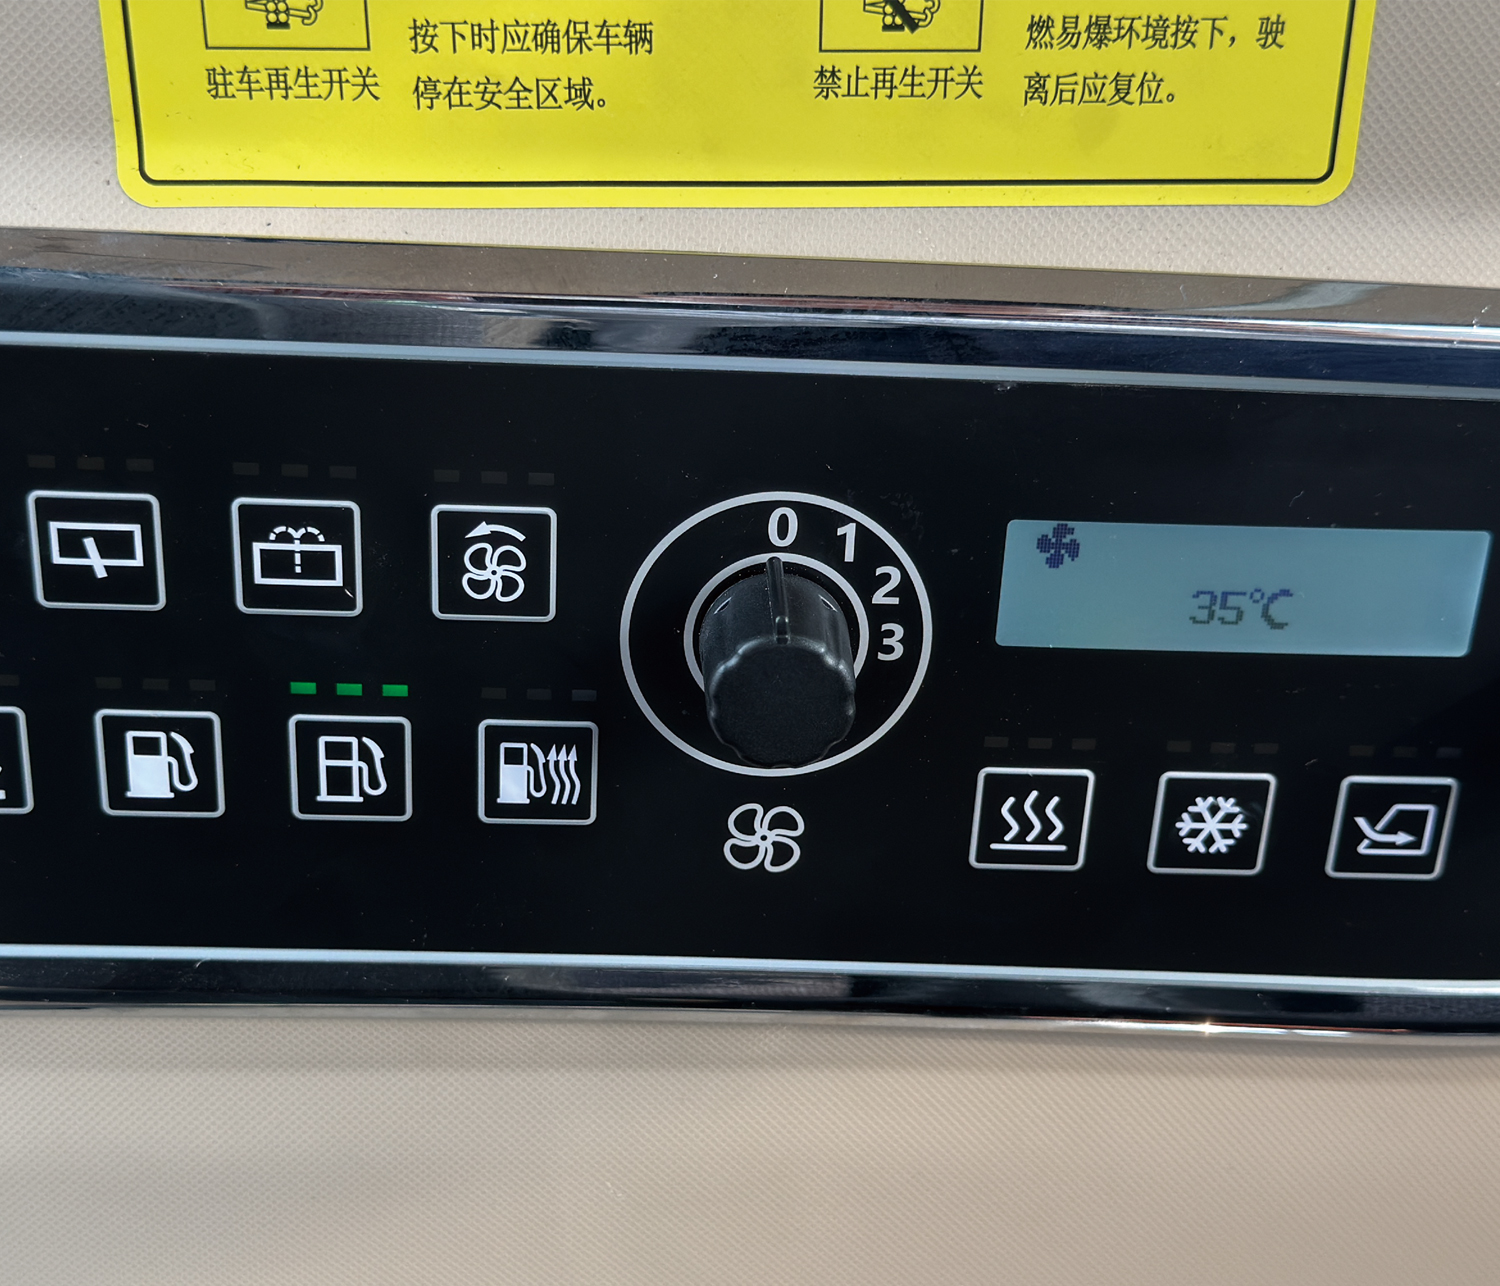 按下时应确保车辆
停在安全区域。
驻车再生开关
燃易爆环境按下，驶
离后应复位。
禁止再生开关
0
1
2
3
35℃